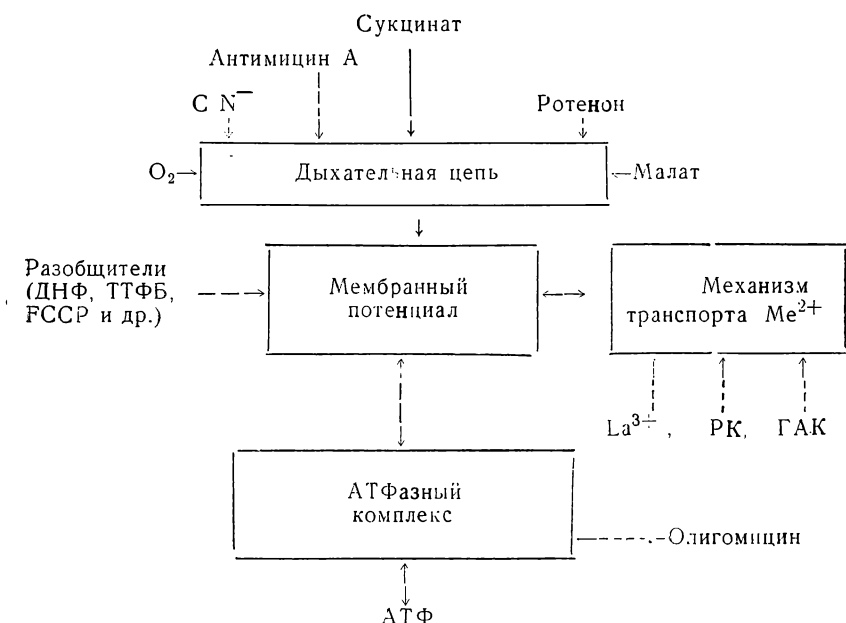 Сукцинат
Антимицин А
CN⁻
Ротенон
O₂
Дыхательная цепь
Малат
Разобщители
(ДНФ, ТТФБ,
FCCP и др.)
Мембранный
потенциал
Механизм
транспорта Me²⁺
La³⁺, РК, ГАК
АТФазный
комплекс
Олигомицин
АТФ